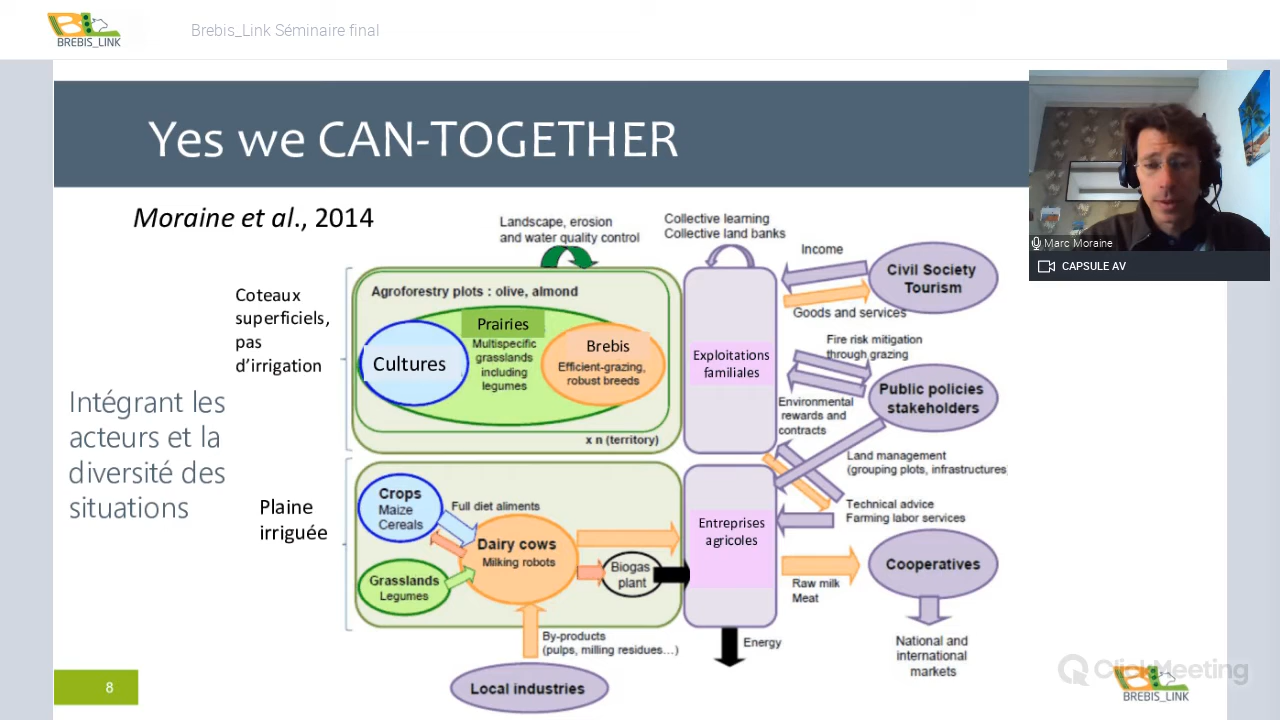 BREBIS_LINK
Brebis_Link Séminaire final
Yes we CAN-TOGETHER
Marc Moraine
CAPSULE AV
Moraine et al., 2014
Landscape, erosion
and water quality control
Collective learning
Collective land banks
Income
Civil Society
Tourism
Goods and services
Coteaux
superficiels,
pas
d’irrigation
Agroforestry plots : olive, almond
Cultures
Prairies
Multispecific
grasslands
including
legumes
Brebis
Efficient-grazing,
robust breeds
x n (territory)
Exploitations
familiales
Fire risk mitigation
through grazing
Public policies
stakeholders
Environmental
rewards and
contracts
Intégrant les
acteurs et la
diversité des
situations
Land management
(grouping plots, infrastructures
Plaine
irriguée
Crops
Maize
Cereals
Full diet aliments
Dairy cows
Milking robots
Grasslands
Legumes
Biogas
plant
Entreprises
agricoles
Technical advice
Farming labor services
Cooperatives
Raw milk
Meat
By-products
(pulps, milling residues…)
Energy
National and
international
markets
Local industries
8
ClickMeeting
BREBIS_LINK